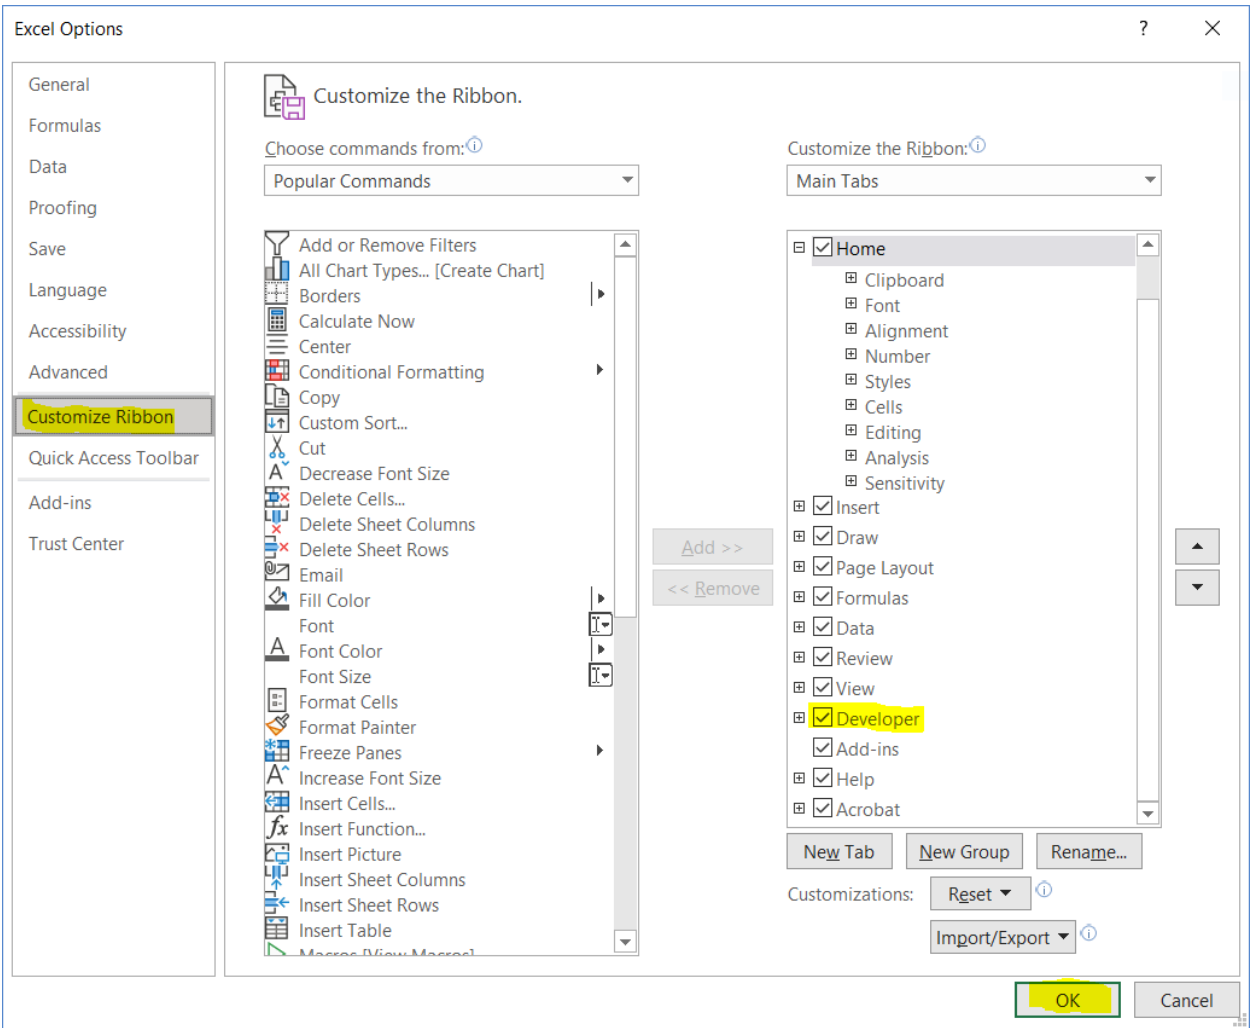 Excel Options
?
General
Formulas
Data
Proofing
Save
Language
Accessibility
Advanced
Customize Ribbon
Quick Access Toolbar
Add-ins
Trust Center
Customize the Ribbon.
Choose commands from:
Popular Commands
Add or Remove Filters
All Chart Types... [Create Chart]
Borders
Calculate Now
Center
Conditional Formatting
Copy
Custom Sort...
Cut
Decrease Font Size
Delete Cells...
Delete Sheet Columns
Delete Sheet Rows
Email
Fill Color
Font
Font Color
Font Size
Format Cells
Format Painter
Freeze Panes
Increase Font Size
Insert Cells...
Insert Function...
Insert Picture
Insert Sheet Columns
Insert Sheet Rows
Insert Table
Macros [View Macros]
Add >>
<< Remove
Customize the Ribbon:
Main Tabs
Home
Clipboard
Font
Alignment
Number
Styles
Cells
Editing
Analysis
Sensitivity
Insert
Draw
Page Layout
Formulas
Data
Review
View
Developer
Add-ins
Help
Acrobat
New Tab
New Group
Rename...
Customizations:
Reset
Import/Export
OK
Cancel